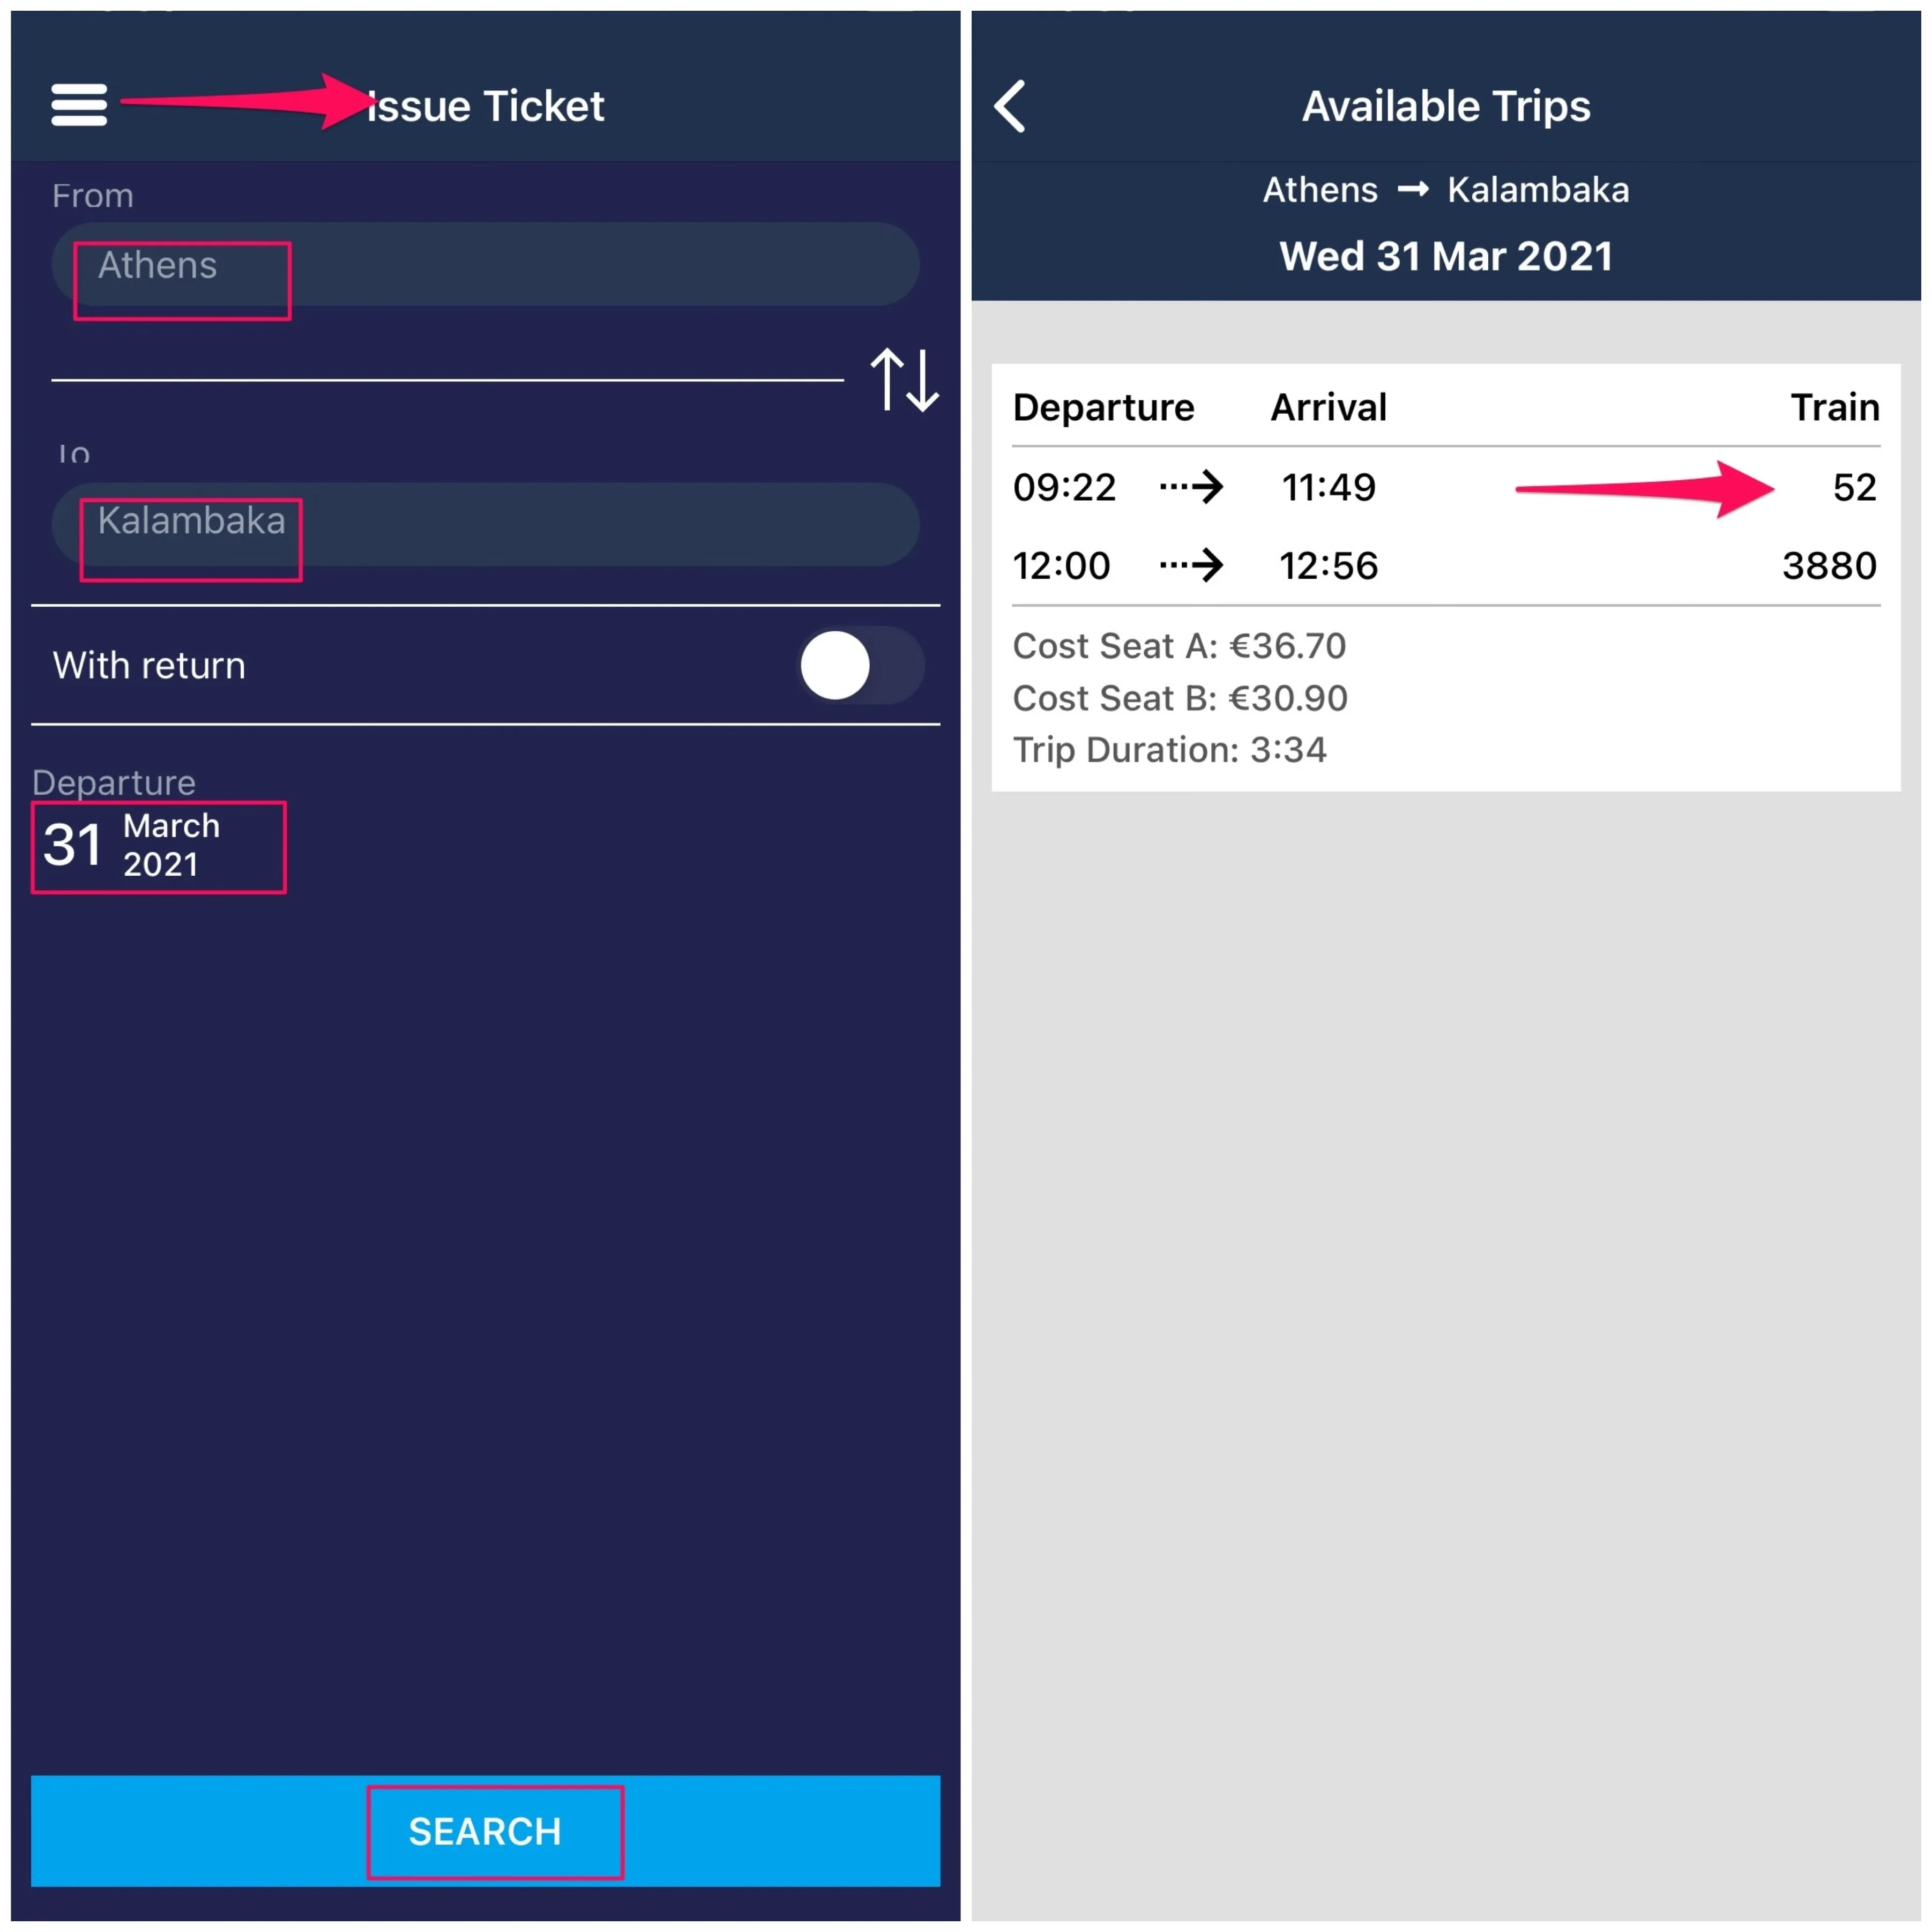 Issue Ticket
From
Athens
To
Kalambaka
With return
Departure
31 March
2021
SEARCH
Available Trips
Athens → Kalambaka
Wed 31 Mar 2021
Departure Arrival Train
09:22 11:49 52
12:00 12:56 3880
Cost Seat A: €36.70
Cost Seat B: €30.90
Trip Duration: 3:34